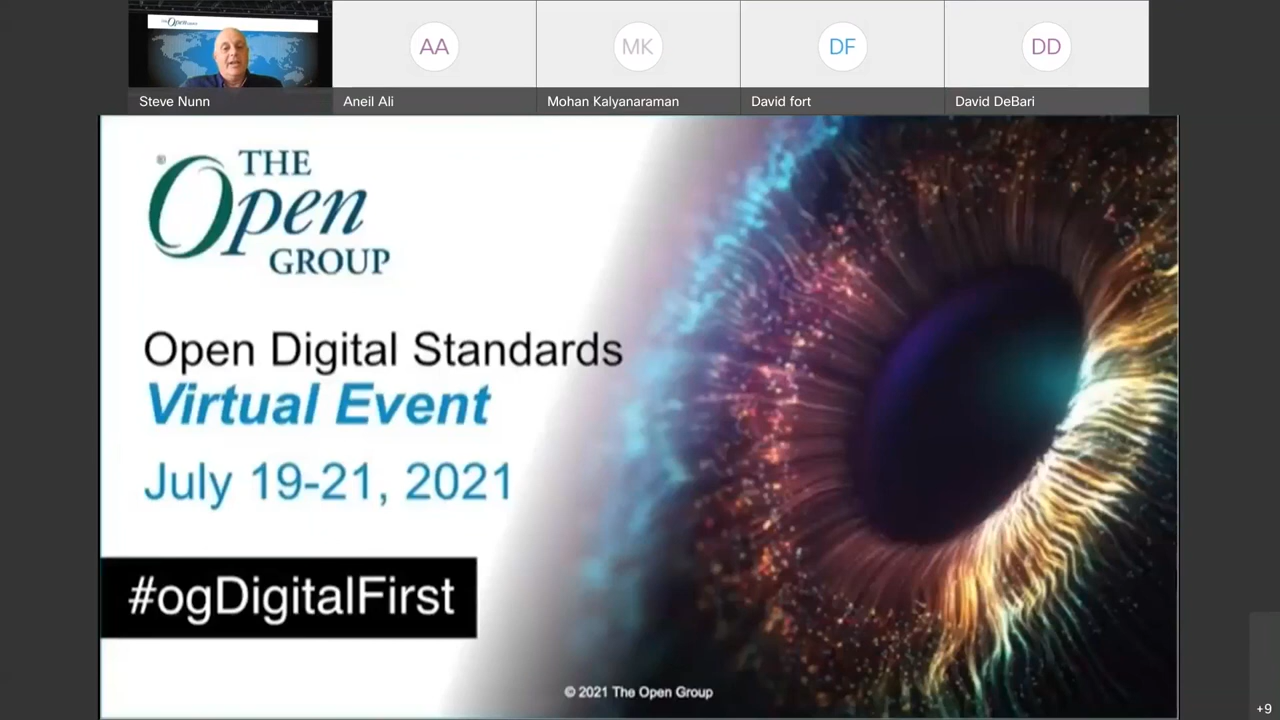 AA
MK
DF
DD
Steve Nunn
Aneil Ali
Mohan Kalyanaraman
David fort
David DeBari
®
THE
Open
GROUP
Open Digital Standards
Virtual Event
July 19-21, 2021
#ogDigitalFirst
© 2021 The Open Group
+9